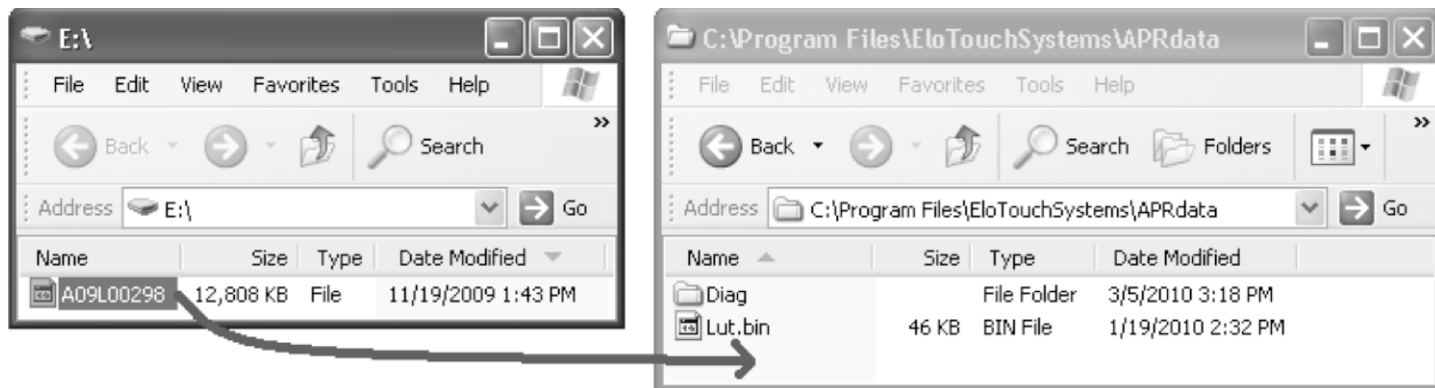 E:\
File Edit View Favorites Tools Help
Back Search »
Address E:\ Go
Name Size Type Date Modified
A09L00298 12,808 KB File 11/19/2009 1:43 PM
C:\Program Files\EloTouchSystems\APRdata
File Edit View Favorites Tools Help
Back Search Folders »
Address C:\Program Files\EloTouchSystems\APRdata Go
Name Size Type Date Modified
Diag File Folder 3/5/2010 3:18 PM
Lut.bin 46 KB BIN File 1/19/2010 2:32 PM